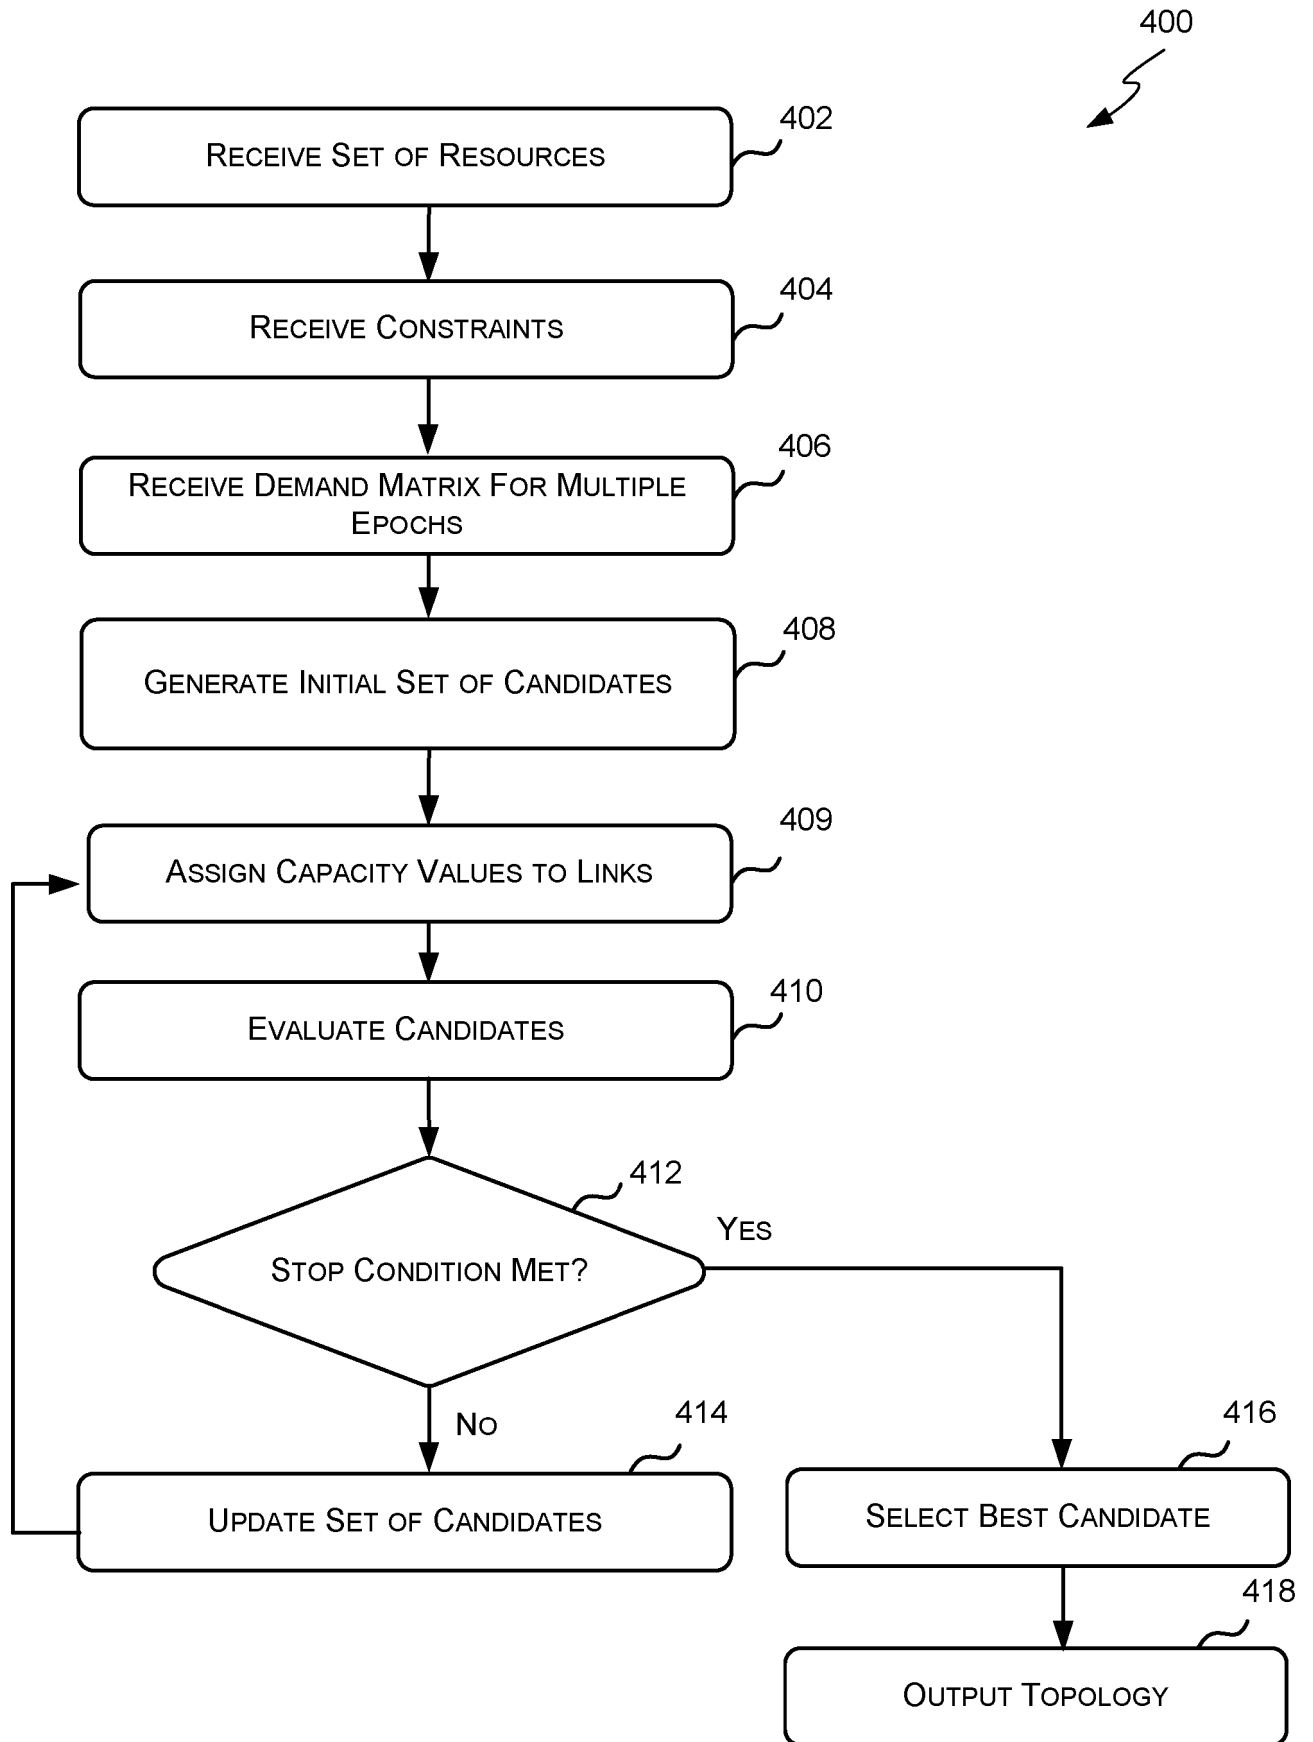 400
402
RECEIVE SET OF RESOURCES
404
RECEIVE CONSTRAINTS
406
RECEIVE DEMAND MATRIX FOR MULTIPLE
EPOCHS
408
GENERATE INITIAL SET OF CANDIDATES
409
ASSIGN CAPACITY VALUES TO LINKS
410
EVALUATE CANDIDATES
412
YES
STOP CONDITION MET?
NO
414
416
UPDATE SET OF CANDIDATES
SELECT BEST CANDIDATE
418
OUTPUT TOPOLOGY